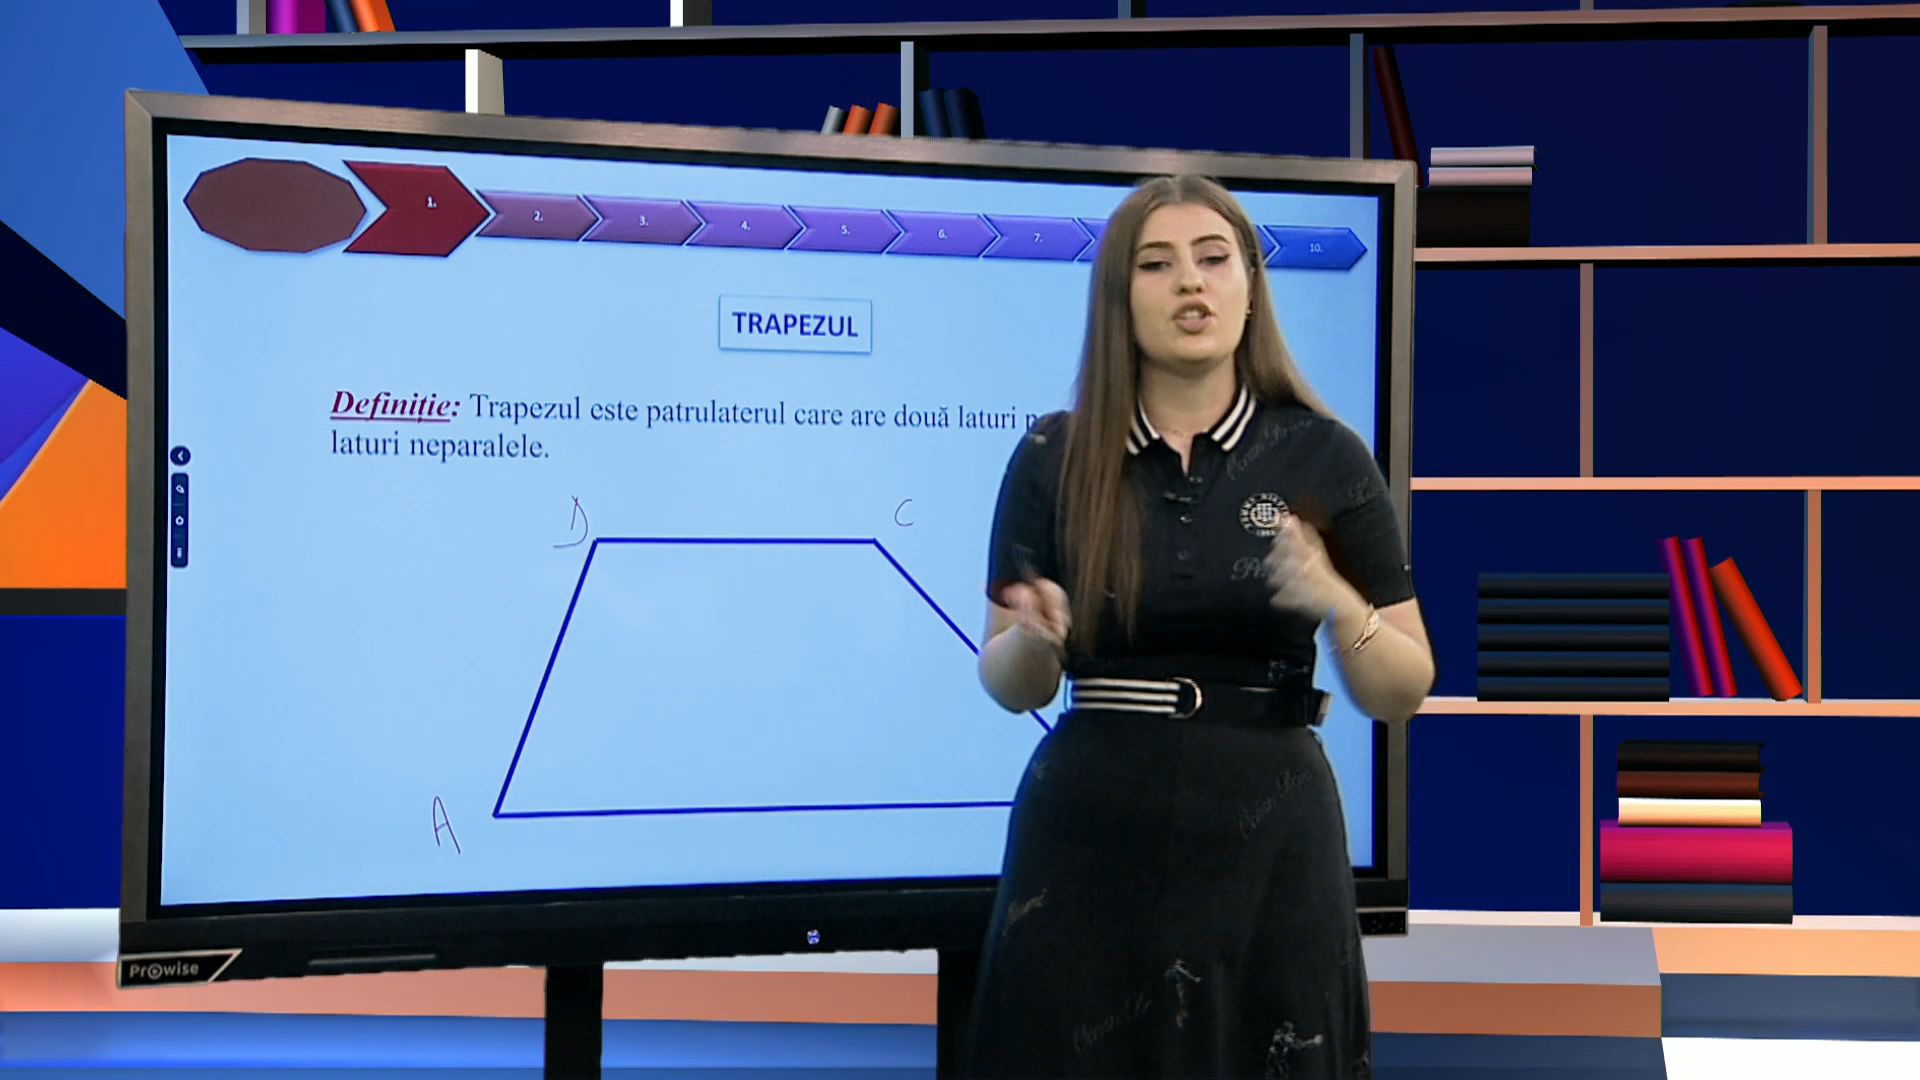 1.
2.
3.
4.
5.
6.
7.
10.
TRAPEZUL
Definiție: Trapezul este patrulaterul care are două laturi
laturi neparalele.
D
C
A
Prowise